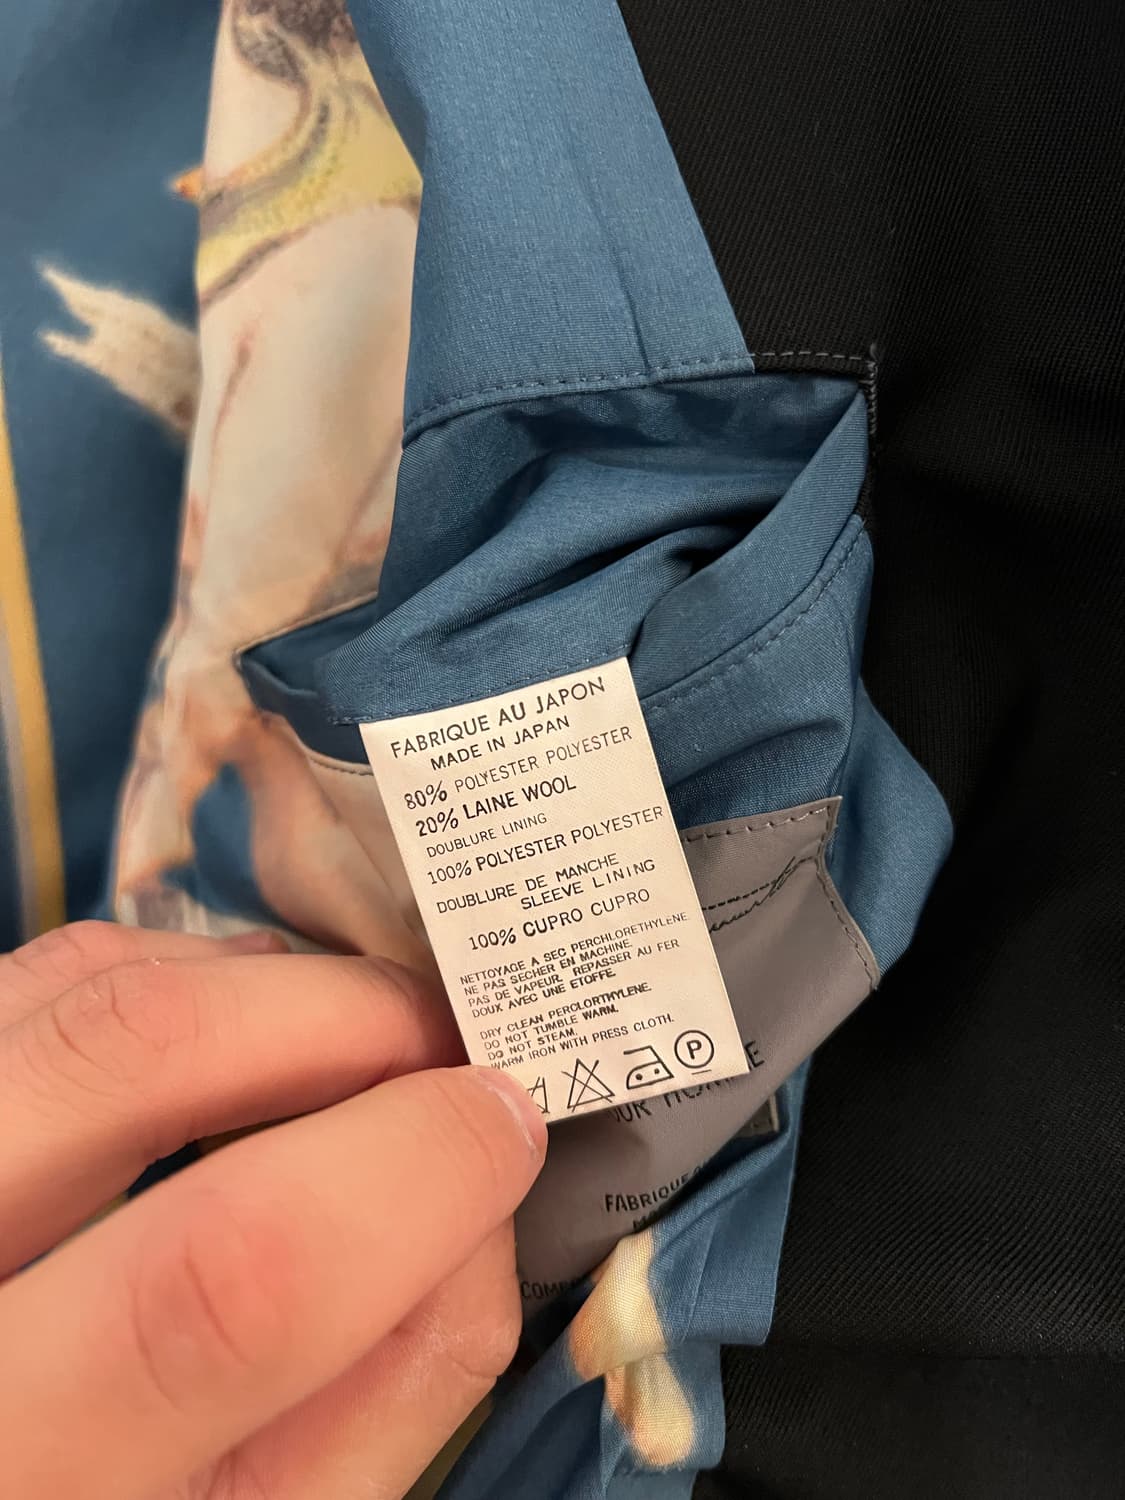 FABRIQUE AU JAPON
MADE IN JAPAN
80% POLYESTER POLYESTER
20% LAINE WOOL
DOUBLURE LINING
100% POLYESTER POLYESTER
DOUBLURE DE MANCHE
SLEEVE LINING
100% CUPRO CUPRO
NETTOYAGE A SEC PERCHLORETHYLENE.
NE PAS SECHER EN MACHINE.
PAS DE VAPEUR. REPASSER AU FER
DOUX AVEC UNE ETOFFE.
DRY CLEAN PERCLORTHYLENE.
DO NOT TUMBLE WARM.
DO NOT STEAM.
WARM IRON WITH PRESS CLOTH.
P
FABRIQUE